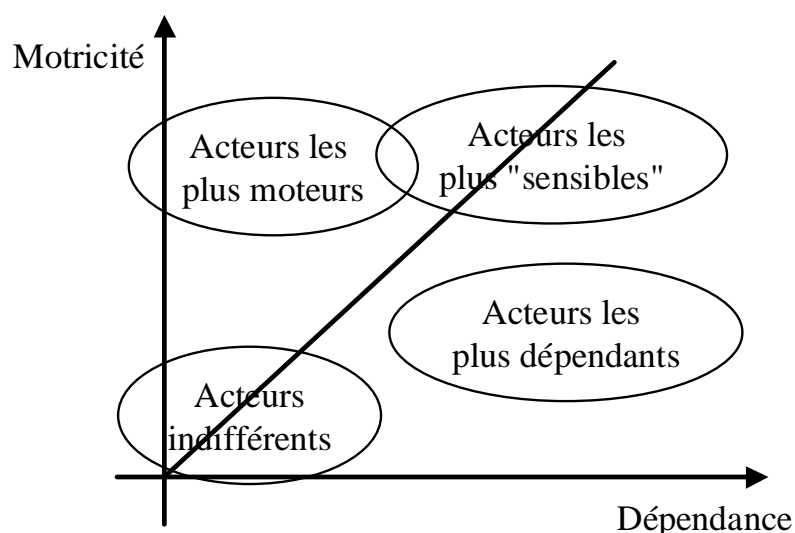 Motricité
Acteurs les
plus moteurs
Acteurs les
plus "sensibles"
Acteurs les
plus dépendants
Acteurs
indifférents
Dépendance